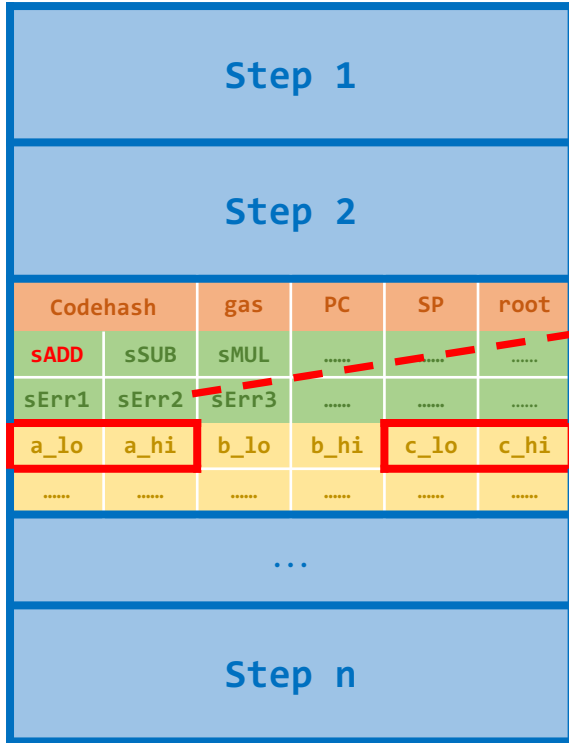 Step 1
Step 2
Codehash gas PC SP root
sADD sSUB sMUL …… …… ……
sErr1 sErr2 sErr3 …… …… ……
a_lo a_hi b_lo b_hi c_lo c_hi
…… …… …… …… …… ……
...
Step n